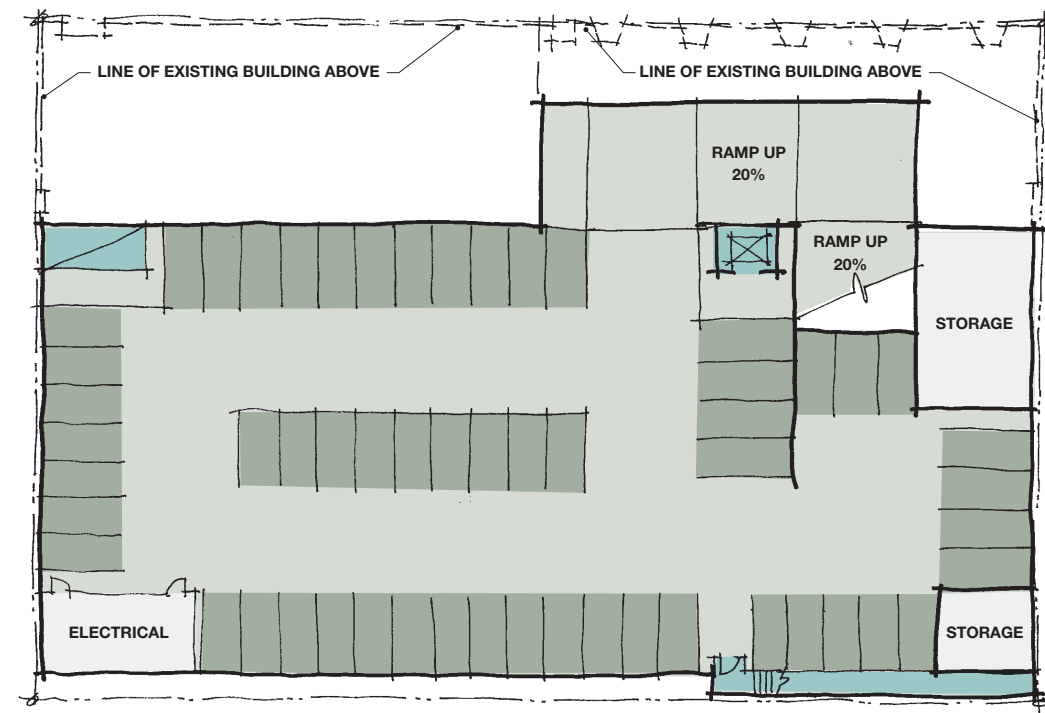 LINE OF EXISTING BUILDING ABOVE
LINE OF EXISTING BUILDING ABOVE
RAMP UP
20%
RAMP UP
20%
STORAGE
ELECTRICAL
STORAGE